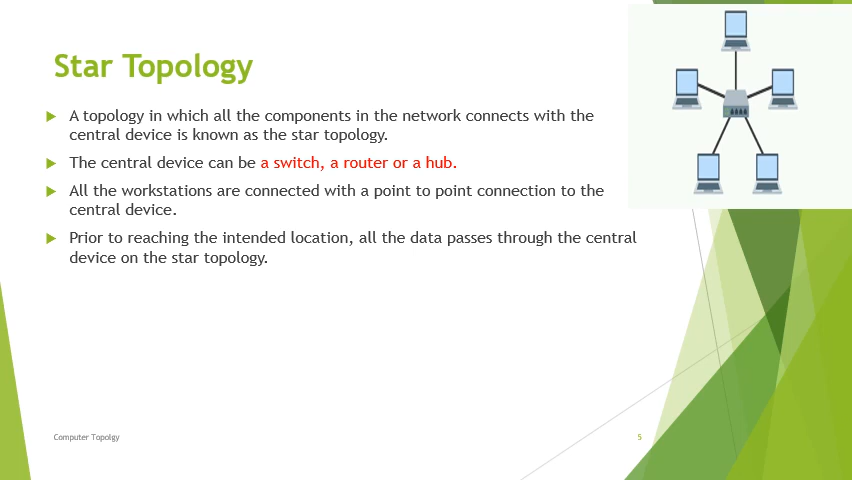 Star Topology
A topology in which all the components in the network connects with the
central device is known as the star topology.
The central device can be a switch, a router or a hub.
All the workstations are connected with a point to point connection to the
central device.
Prior to reaching the intended location, all the data passes through the central
device on the star topology.
Computer Topolgy
5